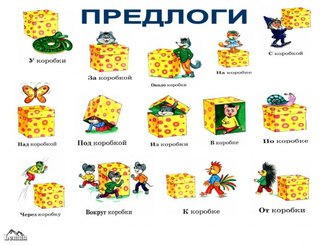 ПРЕДЛОГИ
У коробки
За коробкой
Около коробки
На коробке
С коробкой
Над коробкой
Под коробкой
Из коробки
В коробке
По коробке
Через коробку
Вокруг коробки
К коробке
От коробки